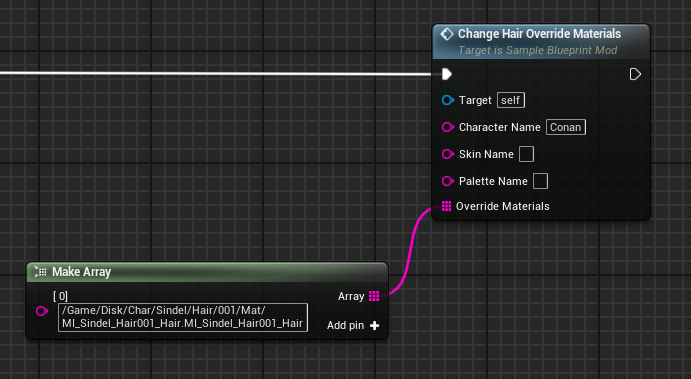 Change Hair Override Materials
Target is Sample Blueprint Mod
Target self
Character Name Conan
Skin Name
Palette Name
Override Materials
Make Array
[ 0]
/Game/Disk/Char/Sindel/Hair/001/Mat/
MI_Sindel_Hair001_Hair.MI_Sindel_Hair001_Hair
Array
Add pin +